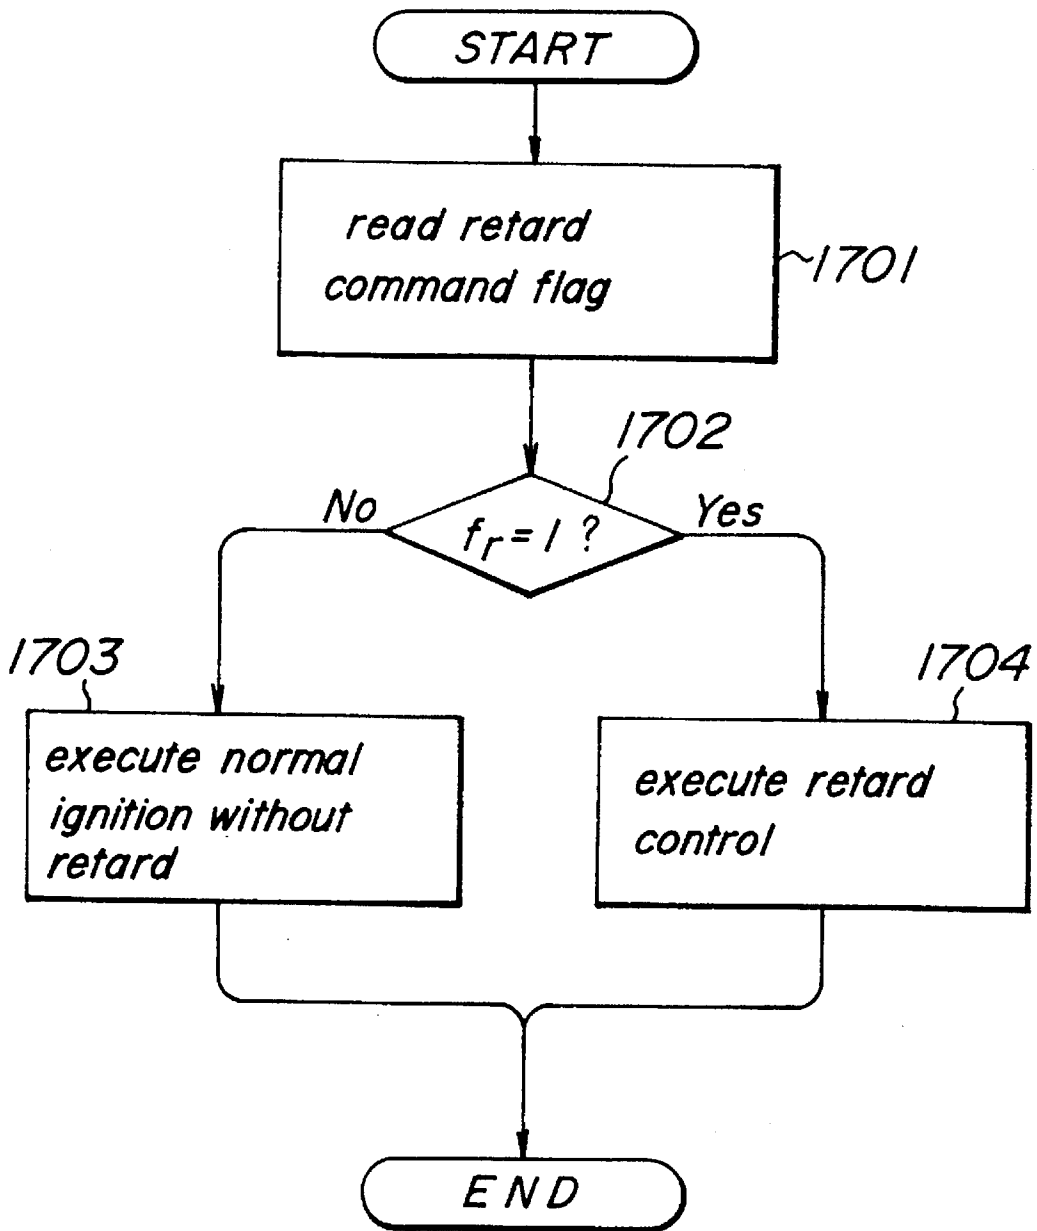 START
read retard
command flag
1701
1702
No
fr = 1 ?
Yes
1703
1704
execute normal
ignition without
retard
execute retard
control
END